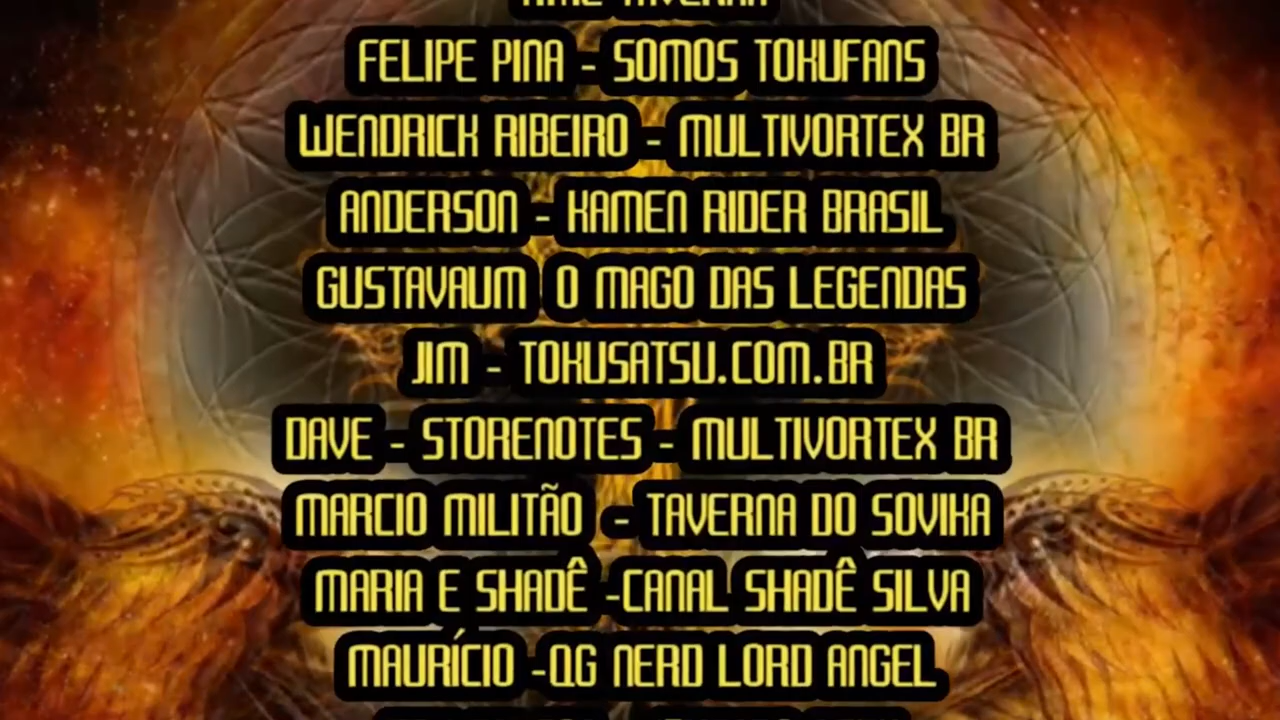 FELIPE PINA - SOMOS TOKUFANS
WENDRICK RIBEIRO - MULTIVORTEX BR
ANDERSON - KAMEN RIDER BRASIL
GUSTAVAUM O MAGO DAS LEGENDAS
JIM - TOKUSATSU.COM.BR
DAVE - STORENOTES - MULTIVORTEX BR
MARCIO MILITÃO - TAVERNA DO SOVIKA
MARIA E SHADÊ -CANAL SHADÊ SILVA
MAURÍCIO -QG NERD LORD ANGEL